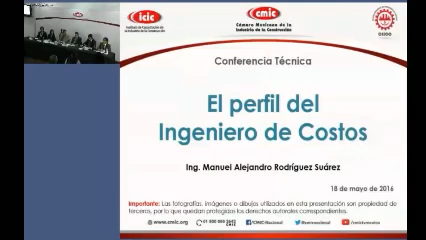 icic
Instituto de Capacitación de
la Industria de la Construcción
cmic
Cámara Mexicana de la
Industria de la Construcción
Conferencia Técnica
El perfil del
Ingeniero de Costos
Ing. Manuel Alejandro Rodríguez Suárez
18 de mayo de 2016
Importante: Las fotografías, imágenes o dibujos utilizados en esta presentación son propiedad de
terceros, por lo que quedan protegidos los derechos autorales correspondientes.
www.cmic.org